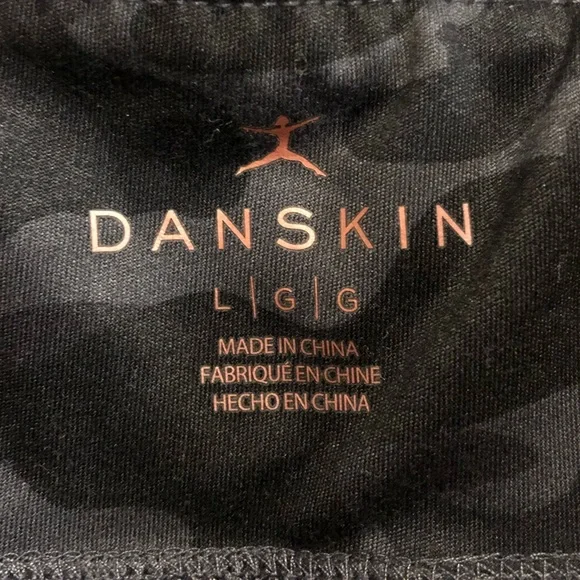 DANSKIN
L | G | G
MADE IN CHINA
FABRIQUÉ EN CHINE
HECHO EN CHINA